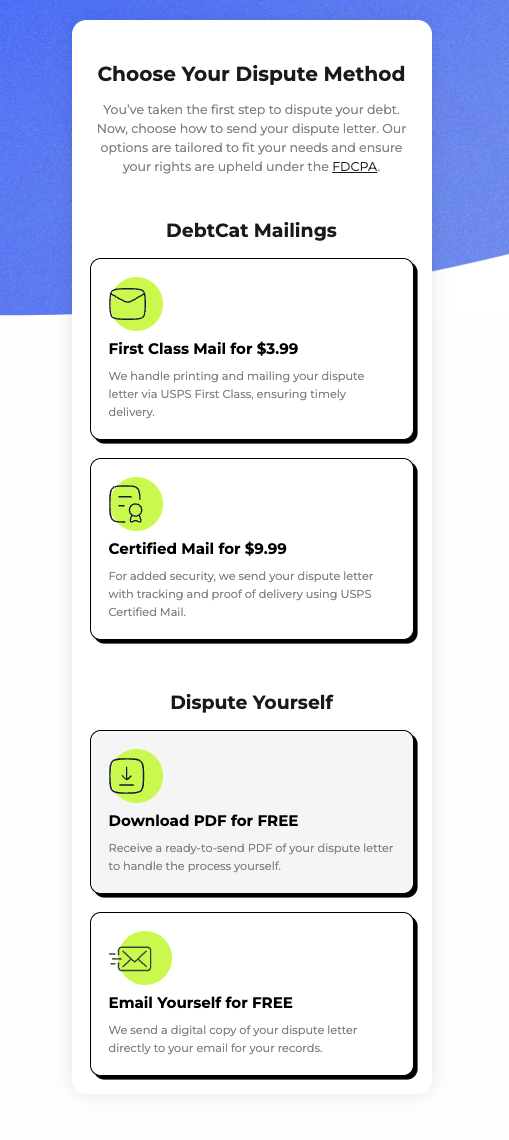 Choose Your Dispute Method
You’ve taken the first step to dispute your debt.
Now, choose how to send your dispute letter. Our
options are tailored to fit your needs and ensure
your rights are upheld under the FDCPA.
DebtCat Mailings
First Class Mail for $3.99
We handle printing and mailing your dispute
letter via USPS First Class, ensuring timely
delivery.
Certified Mail for $9.99
For added security, we send your dispute letter
with tracking and proof of delivery using USPS
Certified Mail.
Dispute Yourself
Download PDF for FREE
Receive a ready-to-send PDF of your dispute letter
to handle the process yourself.
Email Yourself for FREE
We send a digital copy of your dispute letter
directly to your email for your records.